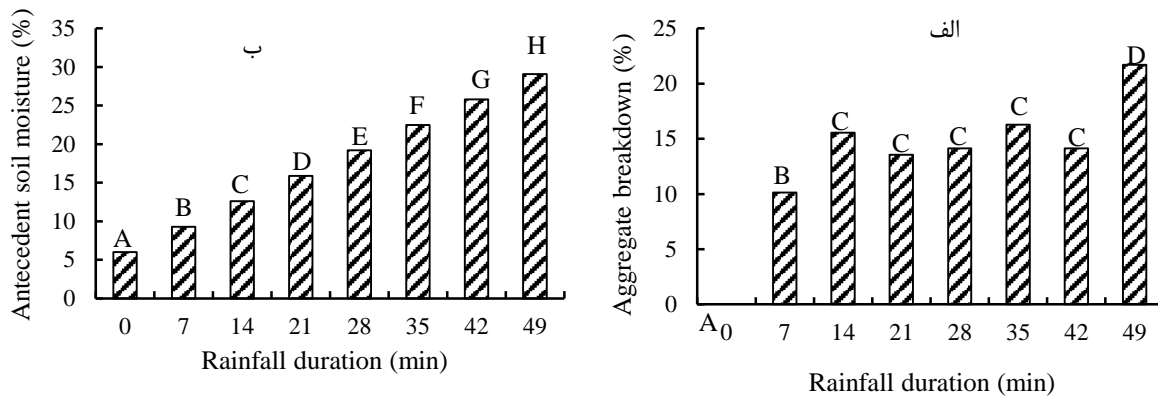 Antecedent soil moisture (%)
ب
35
30
25
20
15
10
5
0
A
B
C
D
E
F
G
H
0 7 14 21 28 35 42 49
Rainfall duration (min)
Aggregate breakdown (%)
الف
25
20
15
10
5
0
A
B
C
C
C
C
C
D
0 7 14 21 28 35 42 49
Rainfall duration (min)